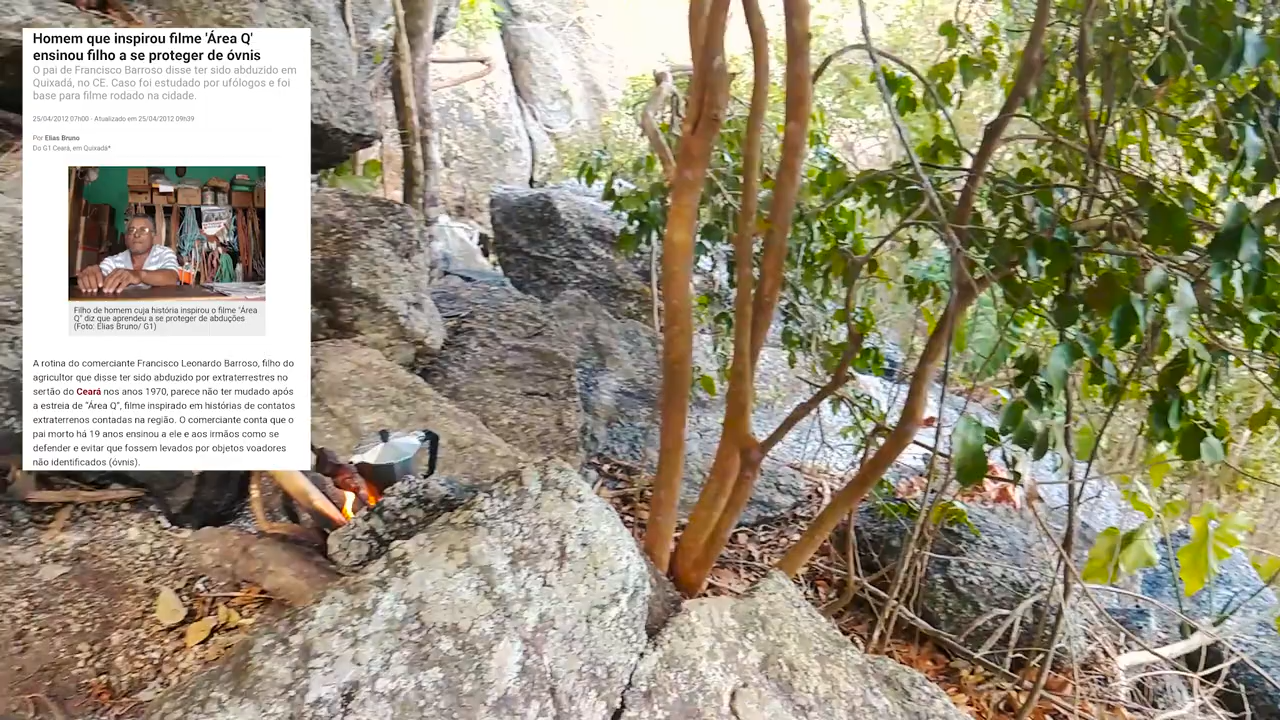 Homem que inspirou filme 'Área Q'
ensinou filho a se proteger de óvnis
O pai de Francisco Barroso disse ter sido abduzido em
Quixadá, no CE. Caso foi estudado por ufólogos e foi
base para filme rodado na cidade.
25/04/2012 07h00 - Atualizado em 25/04/2012 09h39
Por Elias Bruno
Do G1 Ceará, em Quixadá*
Filho de homem cuja história inspirou o filme "Área
Q" diz que aprendeu a se proteger de abduções
(Foto: Elias Bruno/ G1)
A rotina do comerciante Francisco Leonardo Barroso, filho do
agricultor que disse ter sido abduzido por extraterrestres no
sertão do Ceará nos anos 1970, parece não ter mudado após
a estreia de "Área Q", filme inspirado em histórias de contatos
extraterrenos contadas na região. O comerciante conta que o
pai morto há 19 anos ensinou a ele e aos irmãos como se
defender e evitar que fossem levados por objetos voadores
não identificados (óvnis).